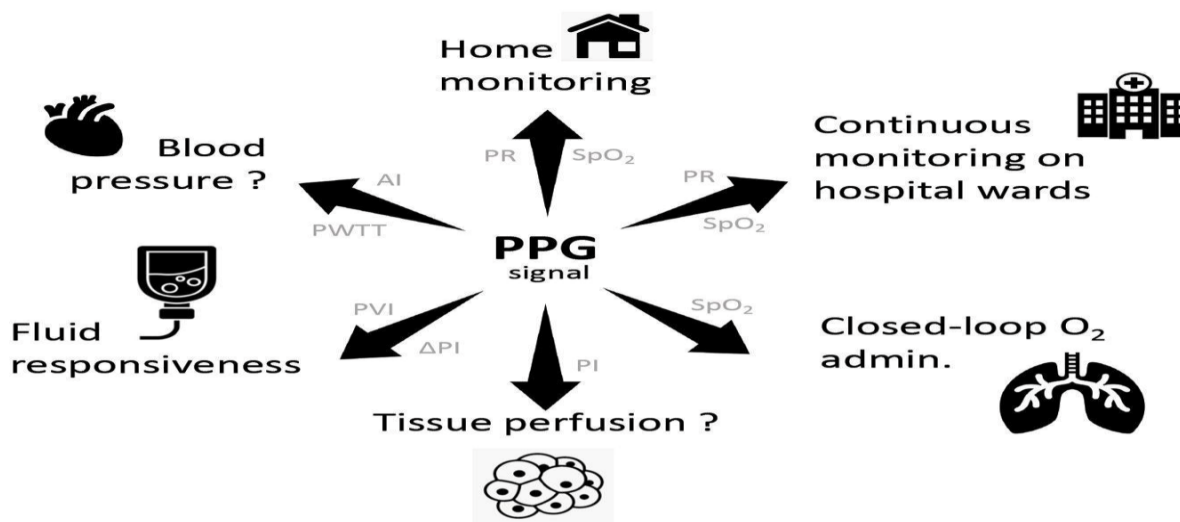 Home
monitoring
PR
SpO₂
Continuous
monitoring on
hospital wards
PR
SpO₂
Blood
pressure ?
AI
PWTT
PPG
signal
Fluid
responsiveness
PVI
ΔPI
PI
Tissue perfusion ?
SpO₂
Closed-loop O₂
admin.